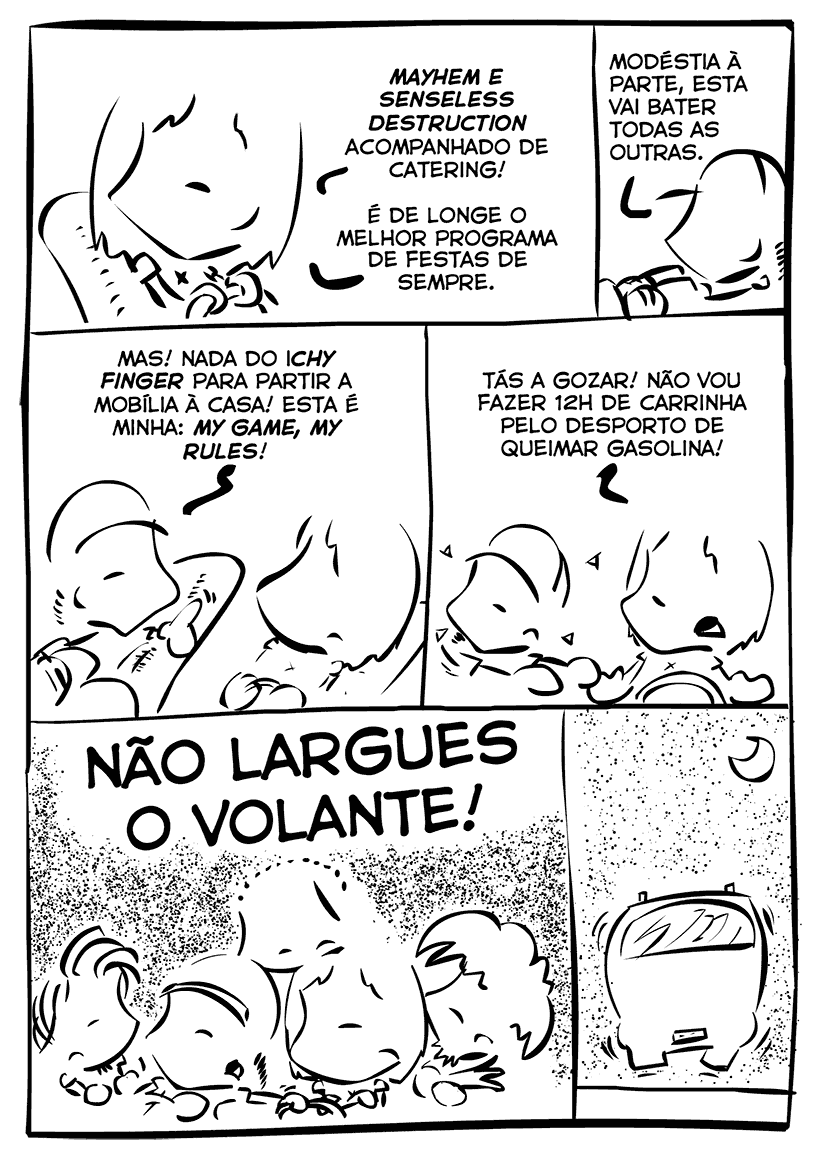 MAYHEM E
SENSELESS
DESTRUCTION
ACOMPANHADO DE
CATERING!
É DE LONGE O
MELHOR PROGRAMA
DE FESTAS DE
SEMPRE.
MODÉSTIA À
PARTE, ESTA
VAI BATER
TODAS AS
OUTRAS.
MAS! NADA DO ICHY
FINGER PARA PARTIR A
MOBÍLIA À CASA! ESTA É
MINHA: MY GAME, MY
RULES!
TÁS A GOZAR! NÃO VOU
FAZER 12H DE CARRINHA
PELO DESPORTO DE
QUEIMAR GASOLINA!
NÃO LARGUES
O VOLANTE!